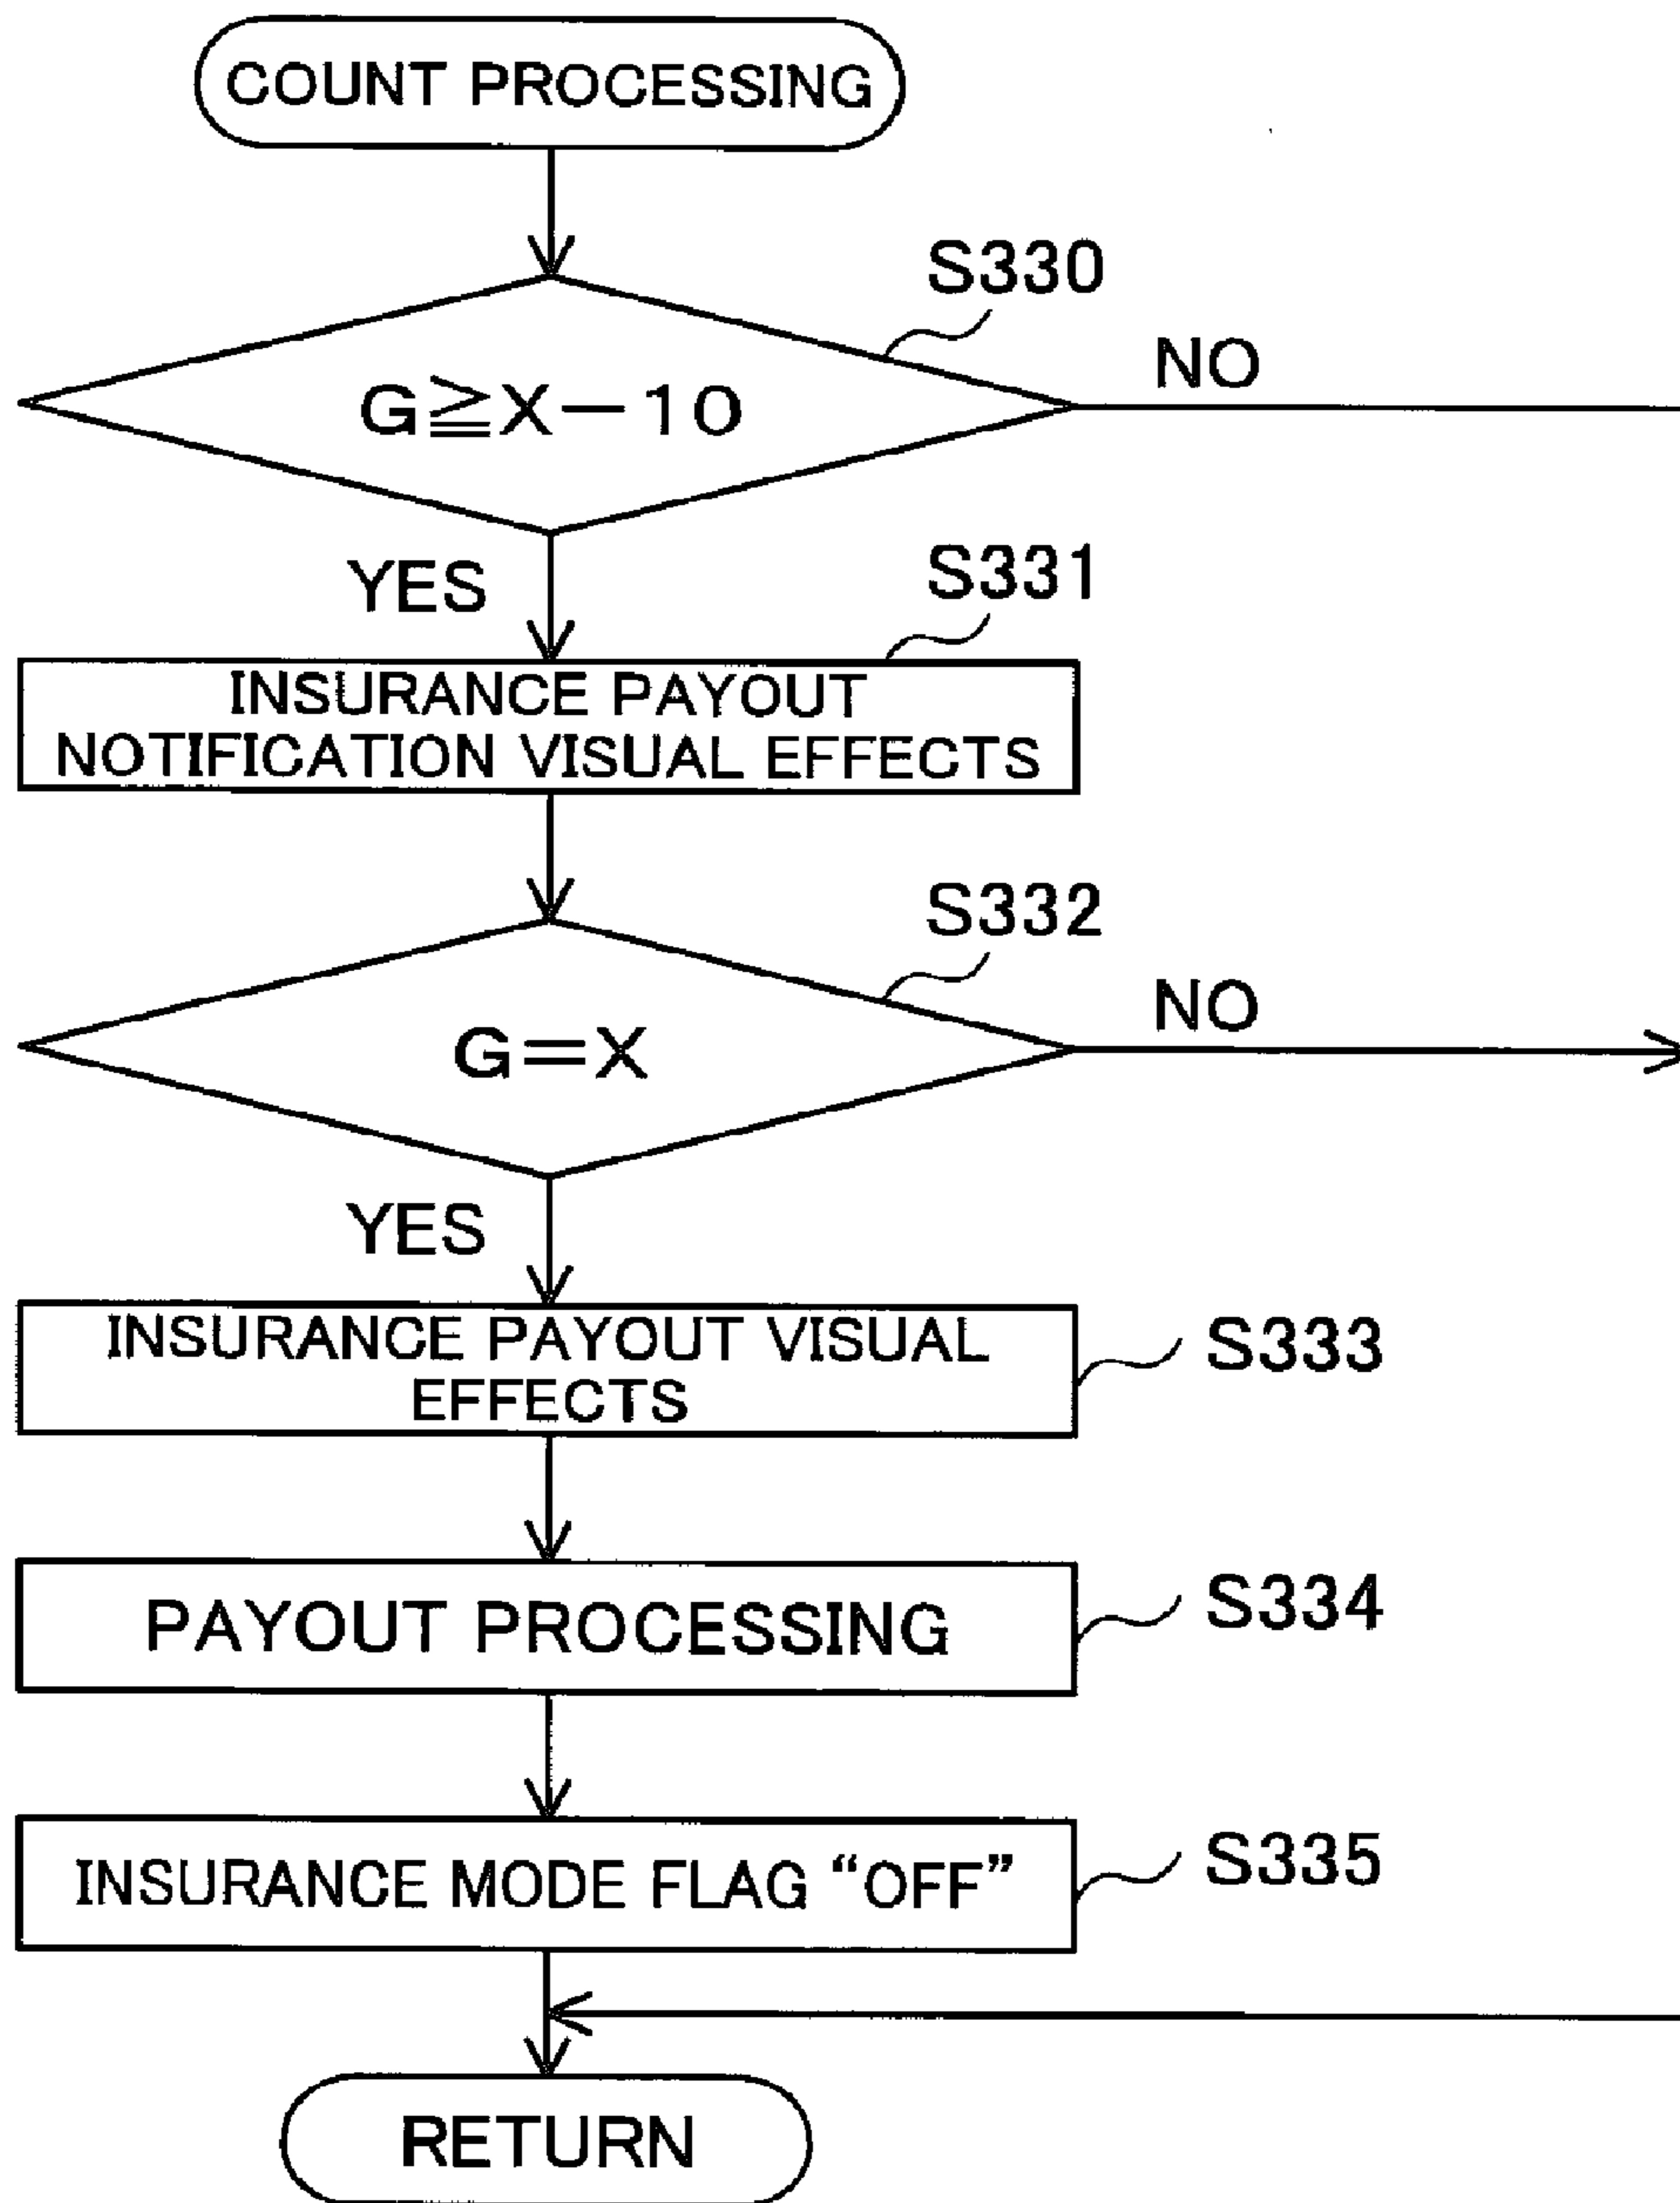 COUNT PROCESSING
S330
G≧X−10
NO
YES
S331
INSURANCE PAYOUT
NOTIFICATION VISUAL EFFECTS
S332
G=X
NO
YES
INSURANCE PAYOUT VISUAL
EFFECTS
S333
PAYOUT PROCESSING
S334
INSURANCE MODE FLAG “OFF”
S335
RETURN